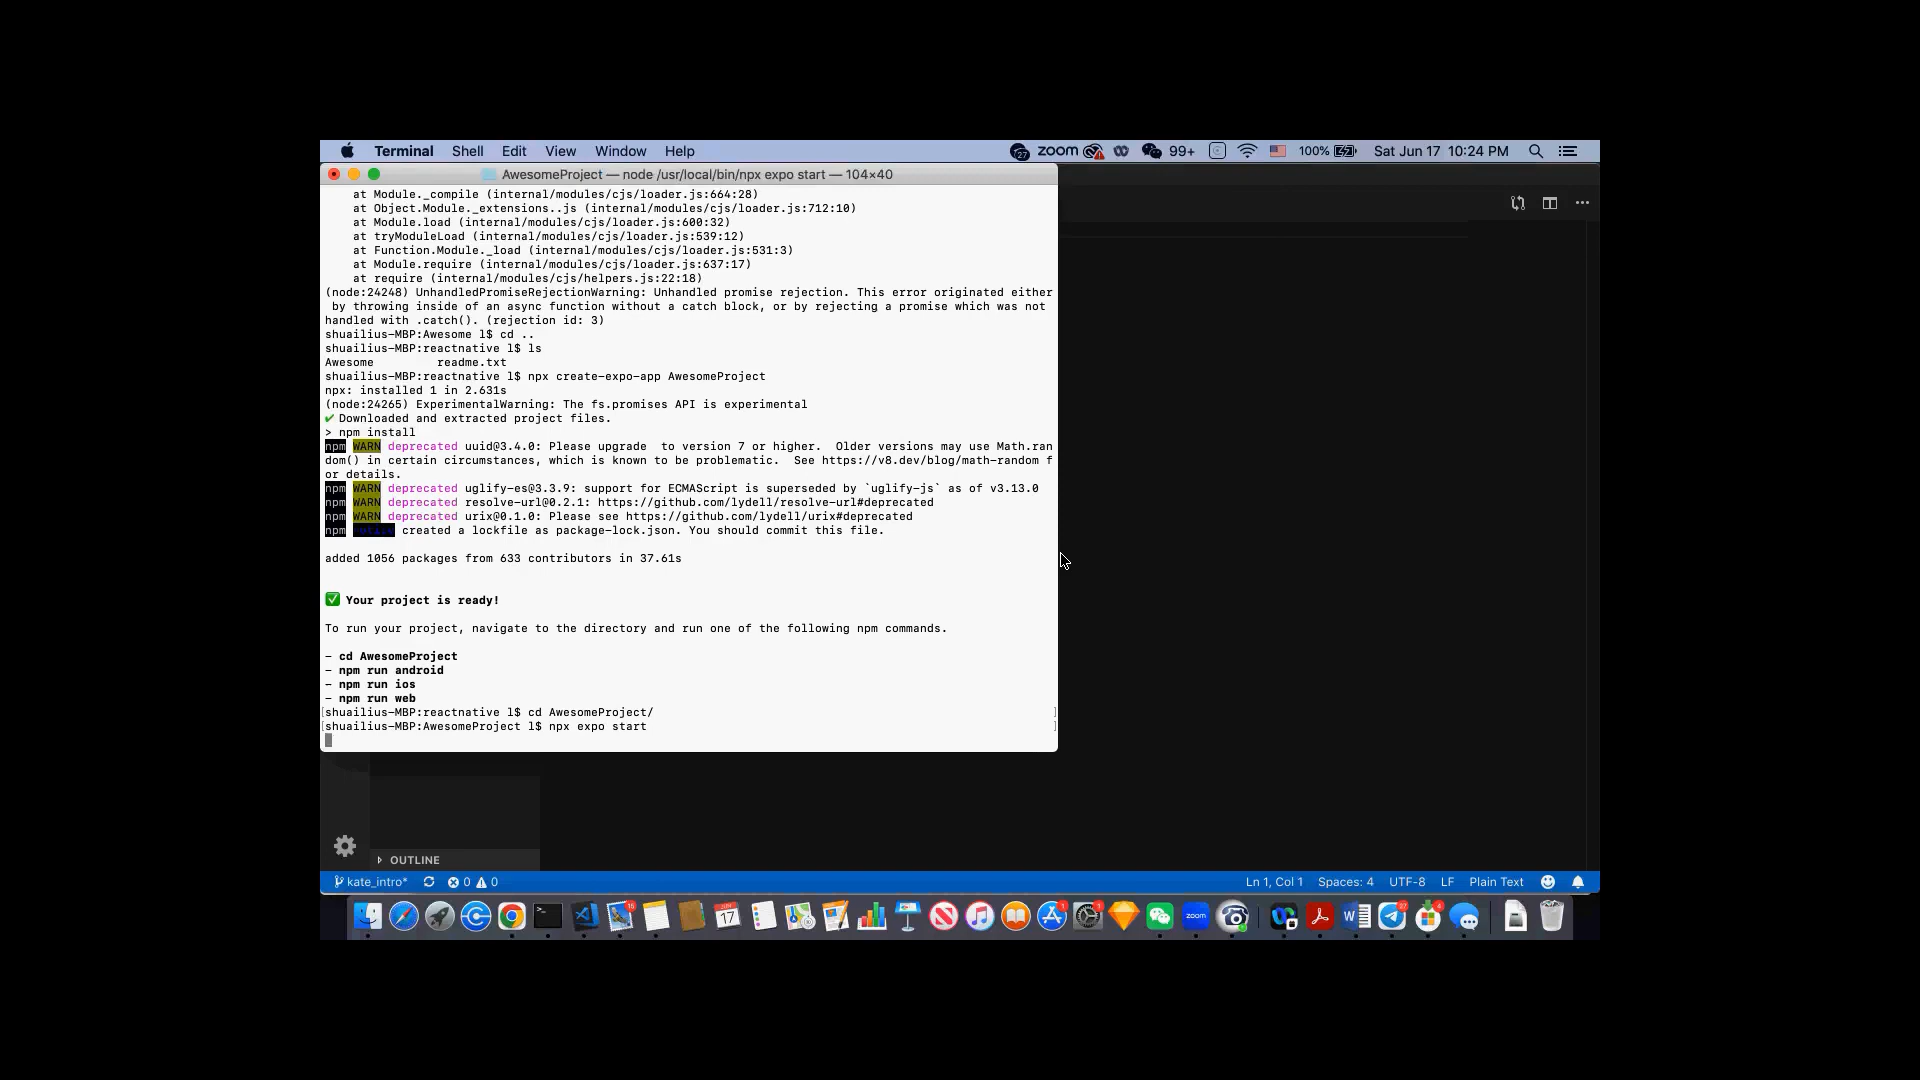 Terminal Shell Edit View Window Help 27 zoom 99+ 100% Sat Jun 17 10:24 PM
AwesomeProject — node /usr/local/bin/npx expo start — 104×40
at Module._compile (internal/modules/cjs/loader.js:664:28)
at Object.Module._extensions..js (internal/modules/cjs/loader.js:712:10)
at Module.load (internal/modules/cjs/loader.js:600:32)
at tryModuleLoad (internal/modules/cjs/loader.js:539:12)
at Function.Module._load (internal/modules/cjs/loader.js:531:3)
at Module.require (internal/modules/cjs/loader.js:637:17)
at require (internal/modules/cjs/helpers.js:22:18)
(node:24248) UnhandledPromiseRejectionWarning: Unhandled promise rejection. This error originated either
by throwing inside of an async function without a catch block, or by rejecting a promise which was not
handled with .catch(). (rejection id: 3)
shuailius-MBP:Awesome l$ cd ..
shuailius-MBP:reactnative l$ ls
Awesome readme.txt
shuailius-MBP:reactnative l$ npx create-expo-app AwesomeProject
npx: installed 1 in 2.631s
(node:24265) ExperimentalWarning: The fs.promises API is experimental
✔ Downloaded and extracted project files.
> npm install
npm WARN deprecated uuid@3.4.0: Please upgrade  to version 7 or higher.  Older versions may use Math.ran
dom() in certain circumstances, which is known to be problematic.  See https://v8.dev/blog/math-random f
or details.
npm WARN deprecated uglify-es@3.3.9: support for ECMAScript is superseded by `uglify-js` as of v3.13.0
npm WARN deprecated resolve-url@0.2.1: https://github.com/lydell/resolve-url#deprecated
npm WARN deprecated urix@0.1.0: Please see https://github.com/lydell/urix#deprecated
npm notice created a lockfile as package-lock.json. You should commit this file.
added 1056 packages from 633 contributors in 37.61s
✅ Your project is ready!
To run your project, navigate to the directory and run one of the following npm commands.
- cd AwesomeProject
- npm run android
- npm run ios
- npm run web
[shuailius-MBP:reactnative l$ cd AwesomeProject/ ]
[shuailius-MBP:AwesomeProject l$ npx expo start ]
OUTLINE
kate_intro* 0 0 Ln 1, Col 1 Spaces: 4 UTF-8 LF Plain Text
17 zoom